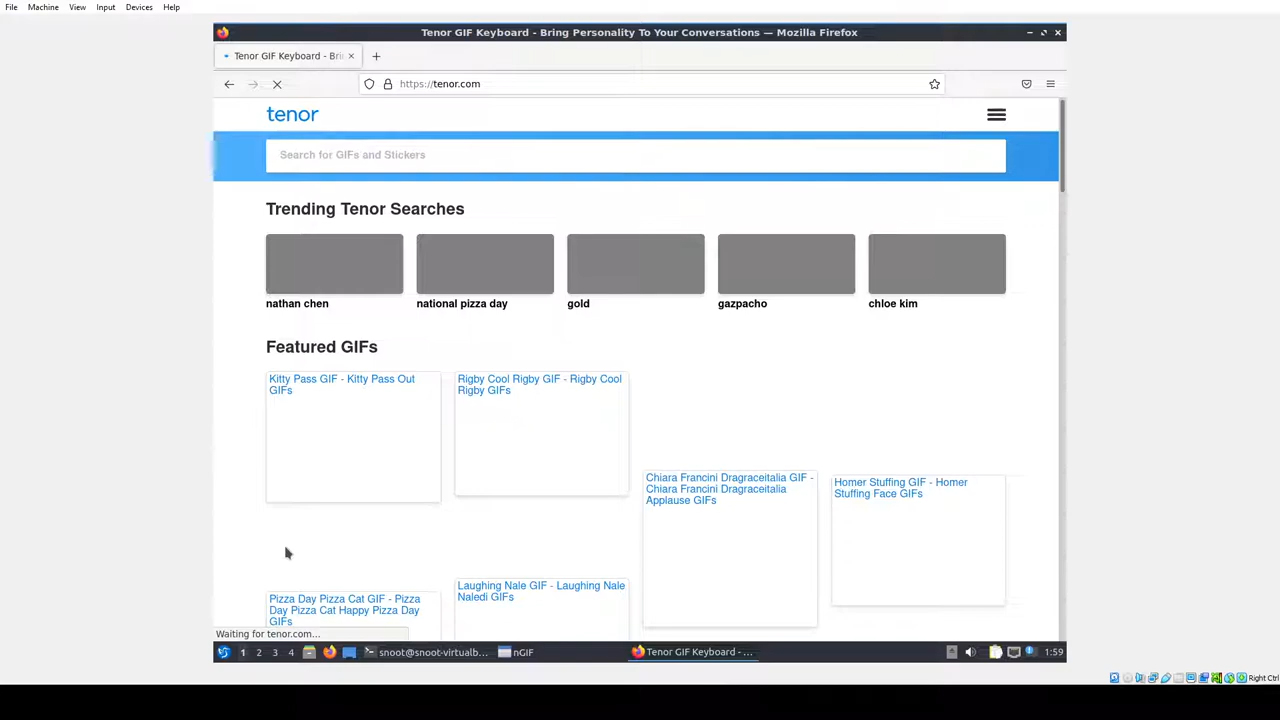 File Machine View Input Devices Help
Tenor GIF Keyboard - Bring Personality To Your Conversations — Mozilla Firefox
Tenor GIF Keyboard - Bri
https://tenor.com
tenor
Search for GIFs and Stickers
Trending Tenor Searches
nathan chen national pizza day gold gazpacho chloe kim
Featured GIFs
Kitty Pass GIF - Kitty Pass Out
GIFs
Rigby Cool Rigby GIF - Rigby Cool
Rigby GIFs
Chiara Francini Dragraceitalia GIF -
Chiara Francini Dragraceitalia
Applause GIFs
Homer Stuffing GIF - Homer
Stuffing Face GIFs
Pizza Day Pizza Cat GIF - Pizza
Day Pizza Cat Happy Pizza Day
GIFs
Laughing Nale GIF - Laughing Nale
Naledi GIFs
Waiting for tenor.com...
1 2 3 4 snoot@snoot-virtualb... nGIF Tenor GIF Keyboard - ... 1:59
Right Ctrl